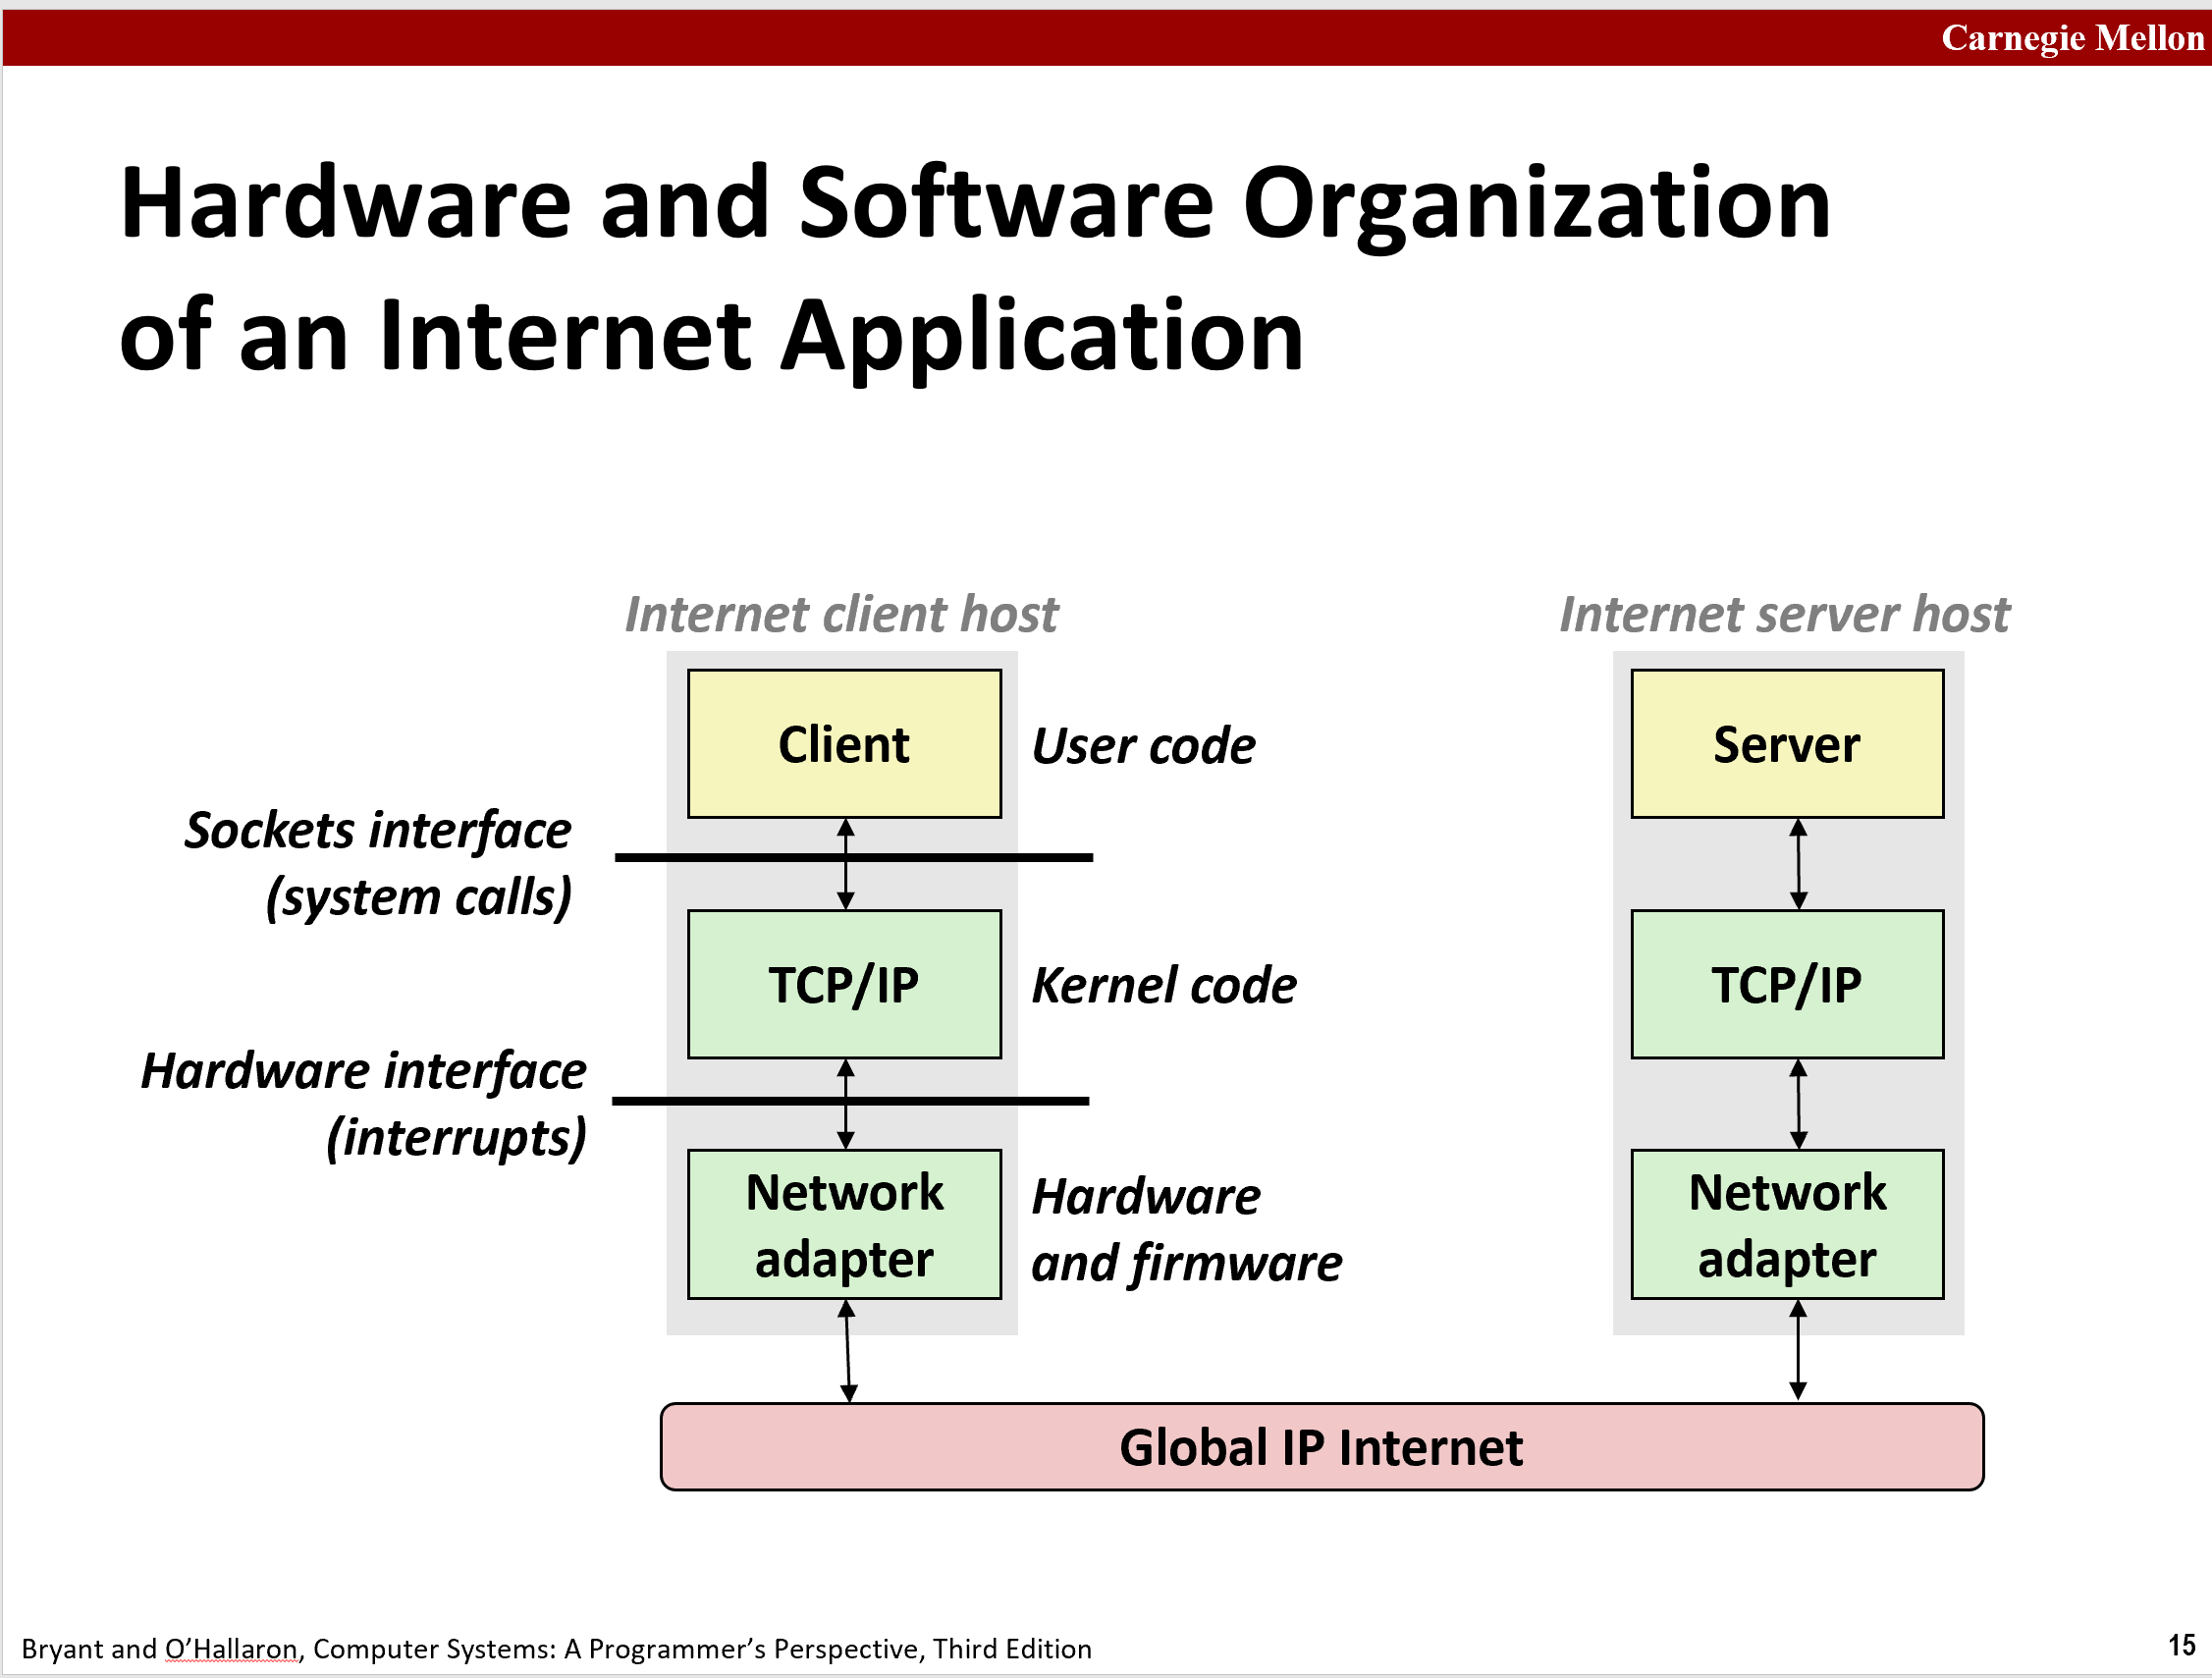 Carnegie Mellon
Hardware and Software Organization
of an Internet Application
Internet client host
Internet server host
Client
User code
Server
Sockets interface
(system calls)
TCP/IP
Kernel code
TCP/IP
Hardware interface
(interrupts)
Network
adapter
Hardware
and firmware
Network
adapter
Global IP Internet
Bryant and O’Hallaron, Computer Systems: A Programmer’s Perspective, Third Edition
15